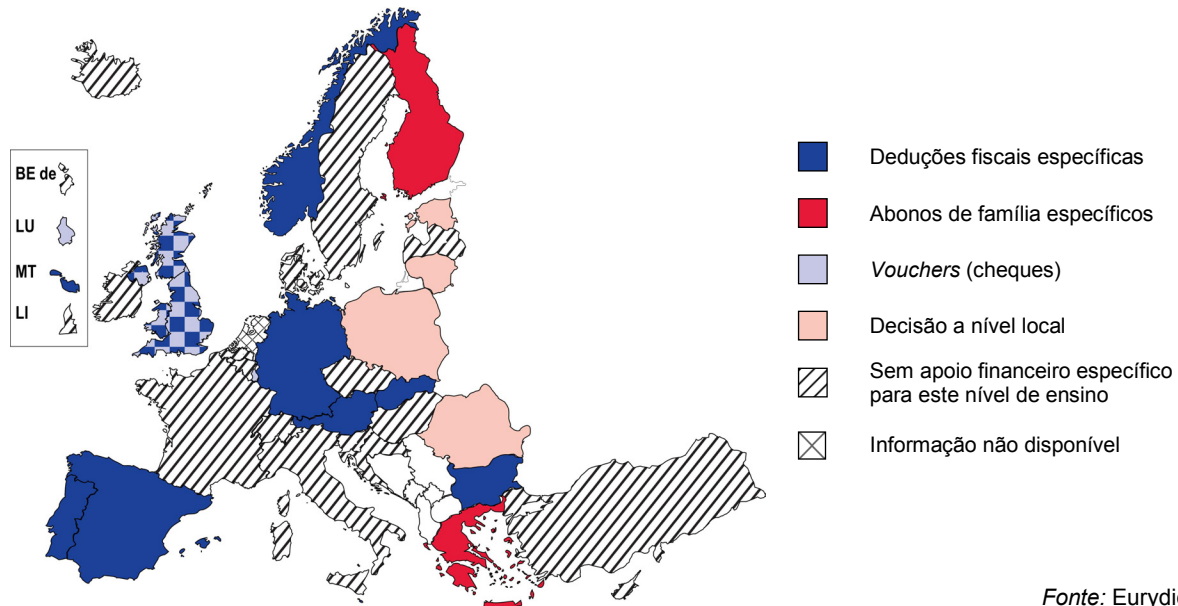 BE de
LU
MT
LI
Deduções fiscais específicas
Abonos de família específicos
Vouchers (cheques)
Decisão a nível local
Sem apoio financeiro específico
para este nível de ensino
Informação não disponível
Fonte: Eurydi